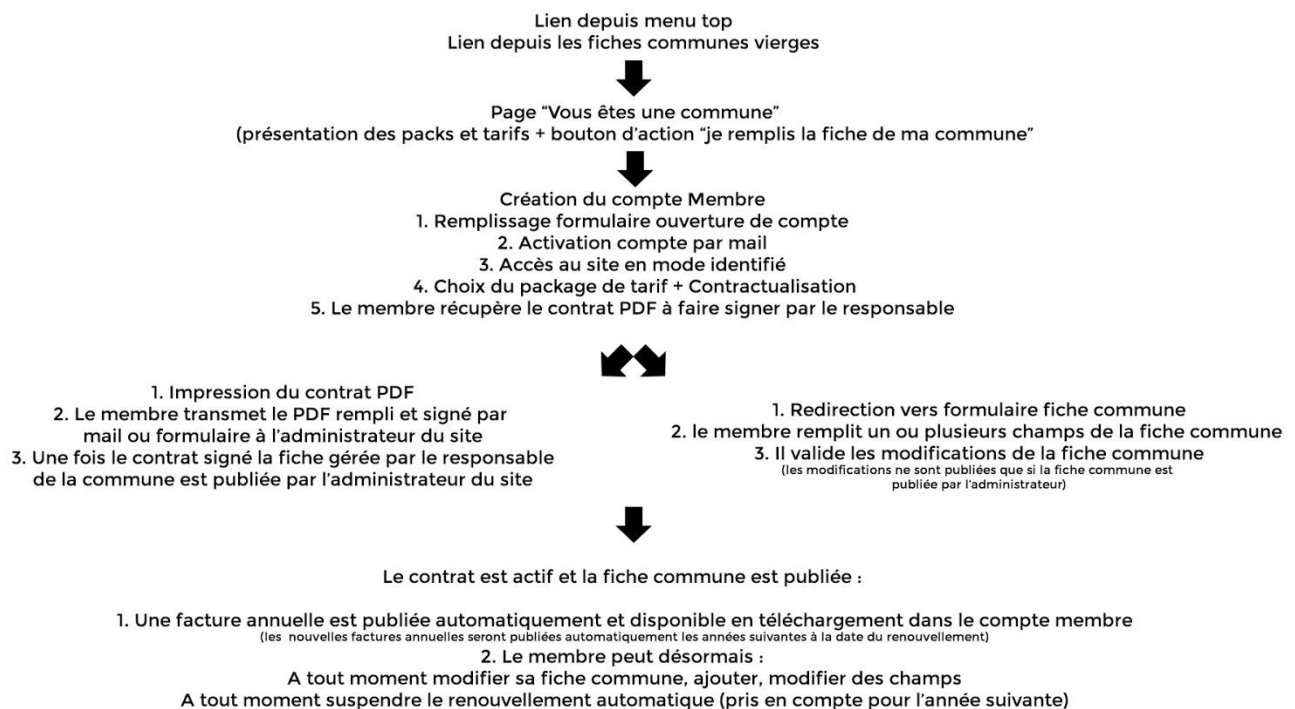 Lien depuis menu top
Lien depuis les fiches communes vierges
Page “Vous êtes une commune”
(présentation des packs et tarifs + bouton d’action “je remplis la fiche de ma commune”
Création du compte Membre
1. Remplissage formulaire ouverture de compte
2. Activation compte par mail
3. Accès au site en mode identifié
4. Choix du package de tarif + Contractualisation
5. Le membre récupère le contrat PDF à faire signer par le responsable
1. Impression du contrat PDF
2. Le membre transmet le PDF rempli et signé par
mail ou formulaire à l’administrateur du site
3. Une fois le contrat signé la fiche gérée par le responsable
de la commune est publiée par l’administrateur du site
1. Redirection vers formulaire fiche commune
2. le membre remplit un ou plusieurs champs de la fiche commune
3. Il valide les modifications de la fiche commune
(les modifications ne sont publiées que si la fiche commune est
publiée par l’administrateur)
Le contrat est actif et la fiche commune est publiée :
1. Une facture annuelle est publiée automatiquement et disponible en téléchargement dans le compte membre
(les nouvelles factures annuelles seront publiées automatiquement les années suivantes à la date du renouvellement)
2. Le membre peut désormais :
A tout moment modifier sa fiche commune, ajouter, modifier des champs
A tout moment suspendre le renouvellement automatique (pris en compte pour l’année suivante)